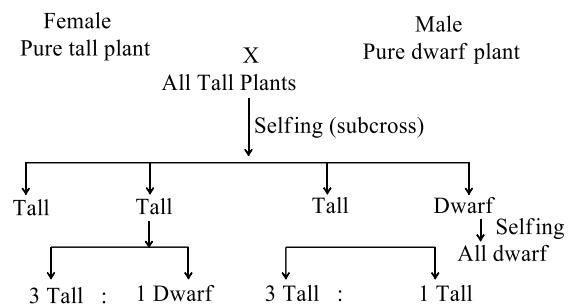 Female
Pure tall plant
Male
Pure dwarf plant
X
All Tall Plants
Selfing (subcross)
Tall Tall Tall Dwarf
Selfing
All dwarf
3 Tall : 1 Dwarf 3 Tall : 1 Tall